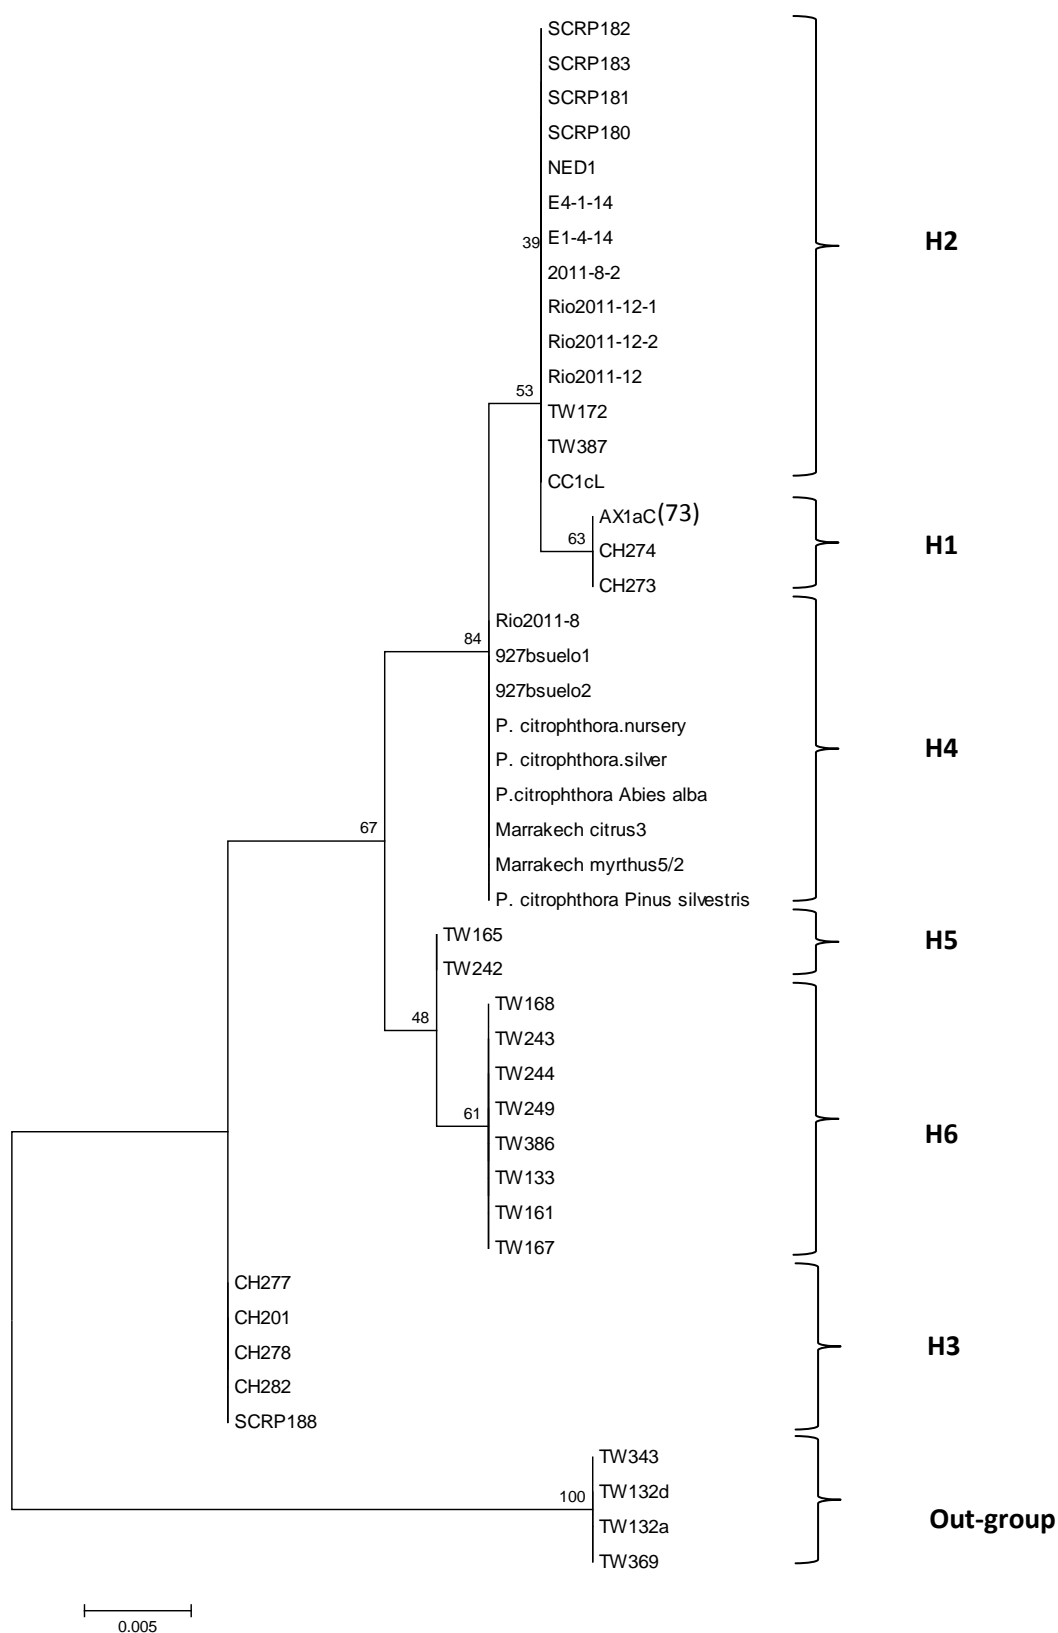 SCRP182
SCRP183
SCRP181
SCRP180
NED1
E4-1-14
39
E1-4-14
H2
2011-8-2
Rio2011-12-1
Rio2011-12-2
Rio2011-12
53
TW172
TW387
CC1cL
AX1aC(73)
63
CH274
H1
CH273
Rio2011-8
84
927bsuelo1
927bsuelo2
P. citrophthora.nursery
H4
P. citrophthora.silver
P.citrophthora Abies alba
67
Marrakech citrus3
Marrakech myrthus5/2
P. citrophthora Pinus silvestris
TW165
H5
TW242
TW168
48
TW243
TW244
61
TW249
H6
TW386
TW133
TW161
TW167
CH277
CH201
CH278
H3
CH282
SCRP188
TW343
100
TW132d
Out-group
TW132a
TW369
0.005